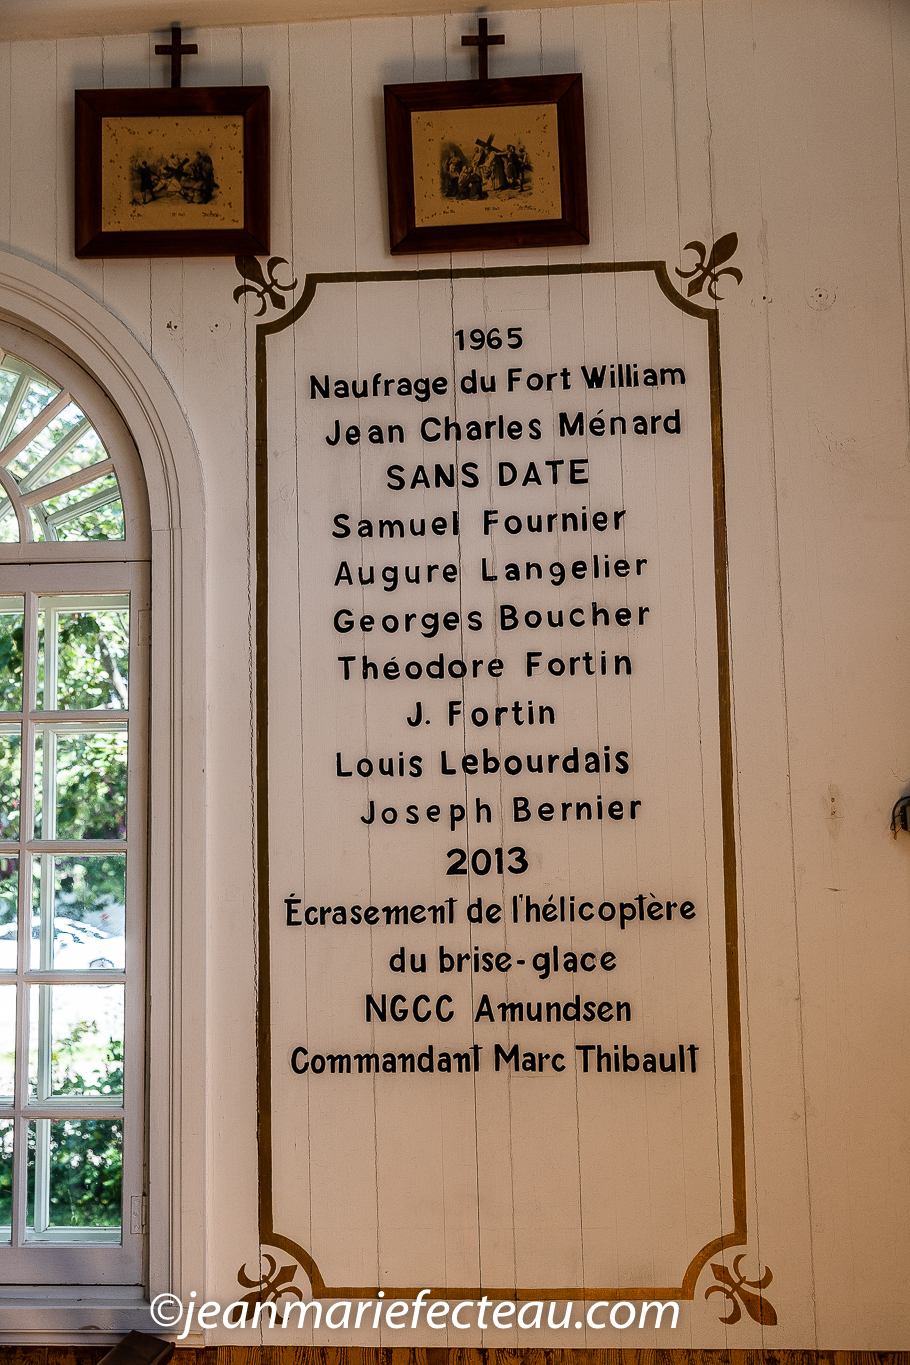 1965
Naufrage du Fort William
Jean Charles Ménard
SANS DATE
Samuel Fournier
Augure Langelier
Georges Boucher
Théodore Fortin
J. Fortin
Louis Lebourdais
Joseph Bernier
2013
Écrasement de l'hélicoptère
du brise-glace
NGCC Amundsen
Commandant Marc Thibault
©jeanmariefecteau.com